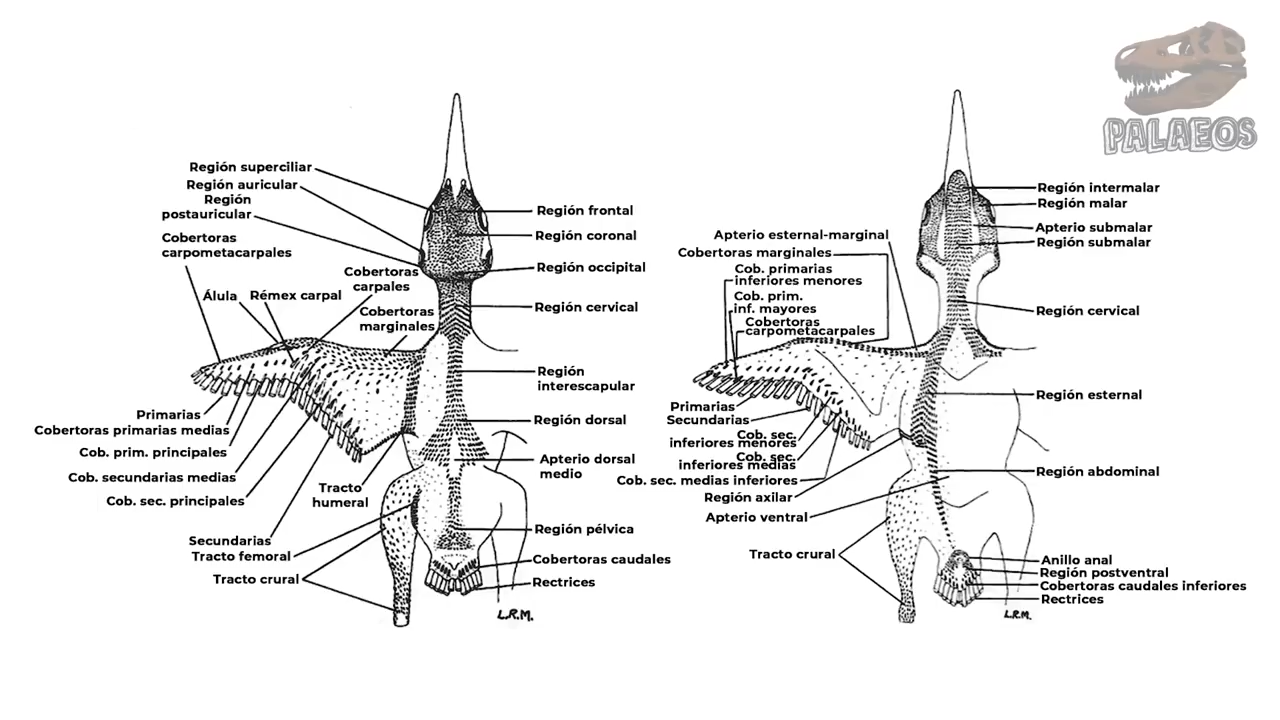 PALAEOS
Región superciliar
Región auricular
Región
postauricular
Cobertoras
carpometacarpales
Álula
Rémex carpal
Cobertoras
carpales
Cobertoras
marginales
Región frontal
Región coronal
Región occipital
Región cervical
Región
interescapular
Región dorsal
Apterio dorsal
medio
Región pélvica
Cobertoras caudales
Rectrices
Primarias
Cobertoras primarias medias
Cob. prim. principales
Cob. secundarias medias
Cob. sec. principales
Tracto
humeral
Secundarias
Tracto femoral
Tracto crural
L.R.M.
Apterio esternal-marginal
Cobertoras marginales
Cob. primarias
inferiores menores
Cob. prim.
inf. mayores
Cobertoras
carpometacarpales
Primarias
Secundarias
Cob. sec.
inferiores menores
Cob. sec.
inferiores medias
Cob. sec. medias inferiores
Región axilar
Apterio ventral
Tracto crural
Región intermalar
Región malar
Apterio submalar
Región submalar
Región cervical
Región esternal
Región abdominal
Anillo anal
Región postventral
Cobertoras caudales inferiores
Rectrices
L.R.M.